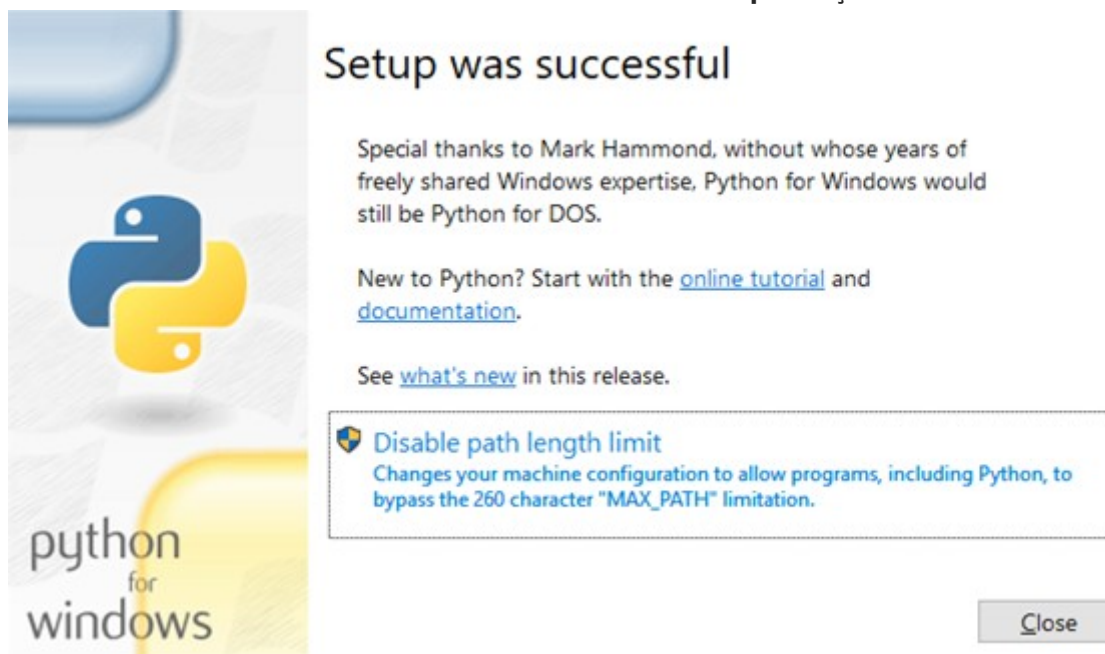 Setup was successful
Special thanks to Mark Hammond, without whose years of
freely shared Windows expertise, Python for Windows would
still be Python for DOS.
New to Python? Start with the online tutorial and
documentation.
See what's new in this release.
Disable path length limit
Changes your machine configuration to allow programs, including Python, to
bypass the 260 character "MAX_PATH" limitation.
python
for
windows
Close